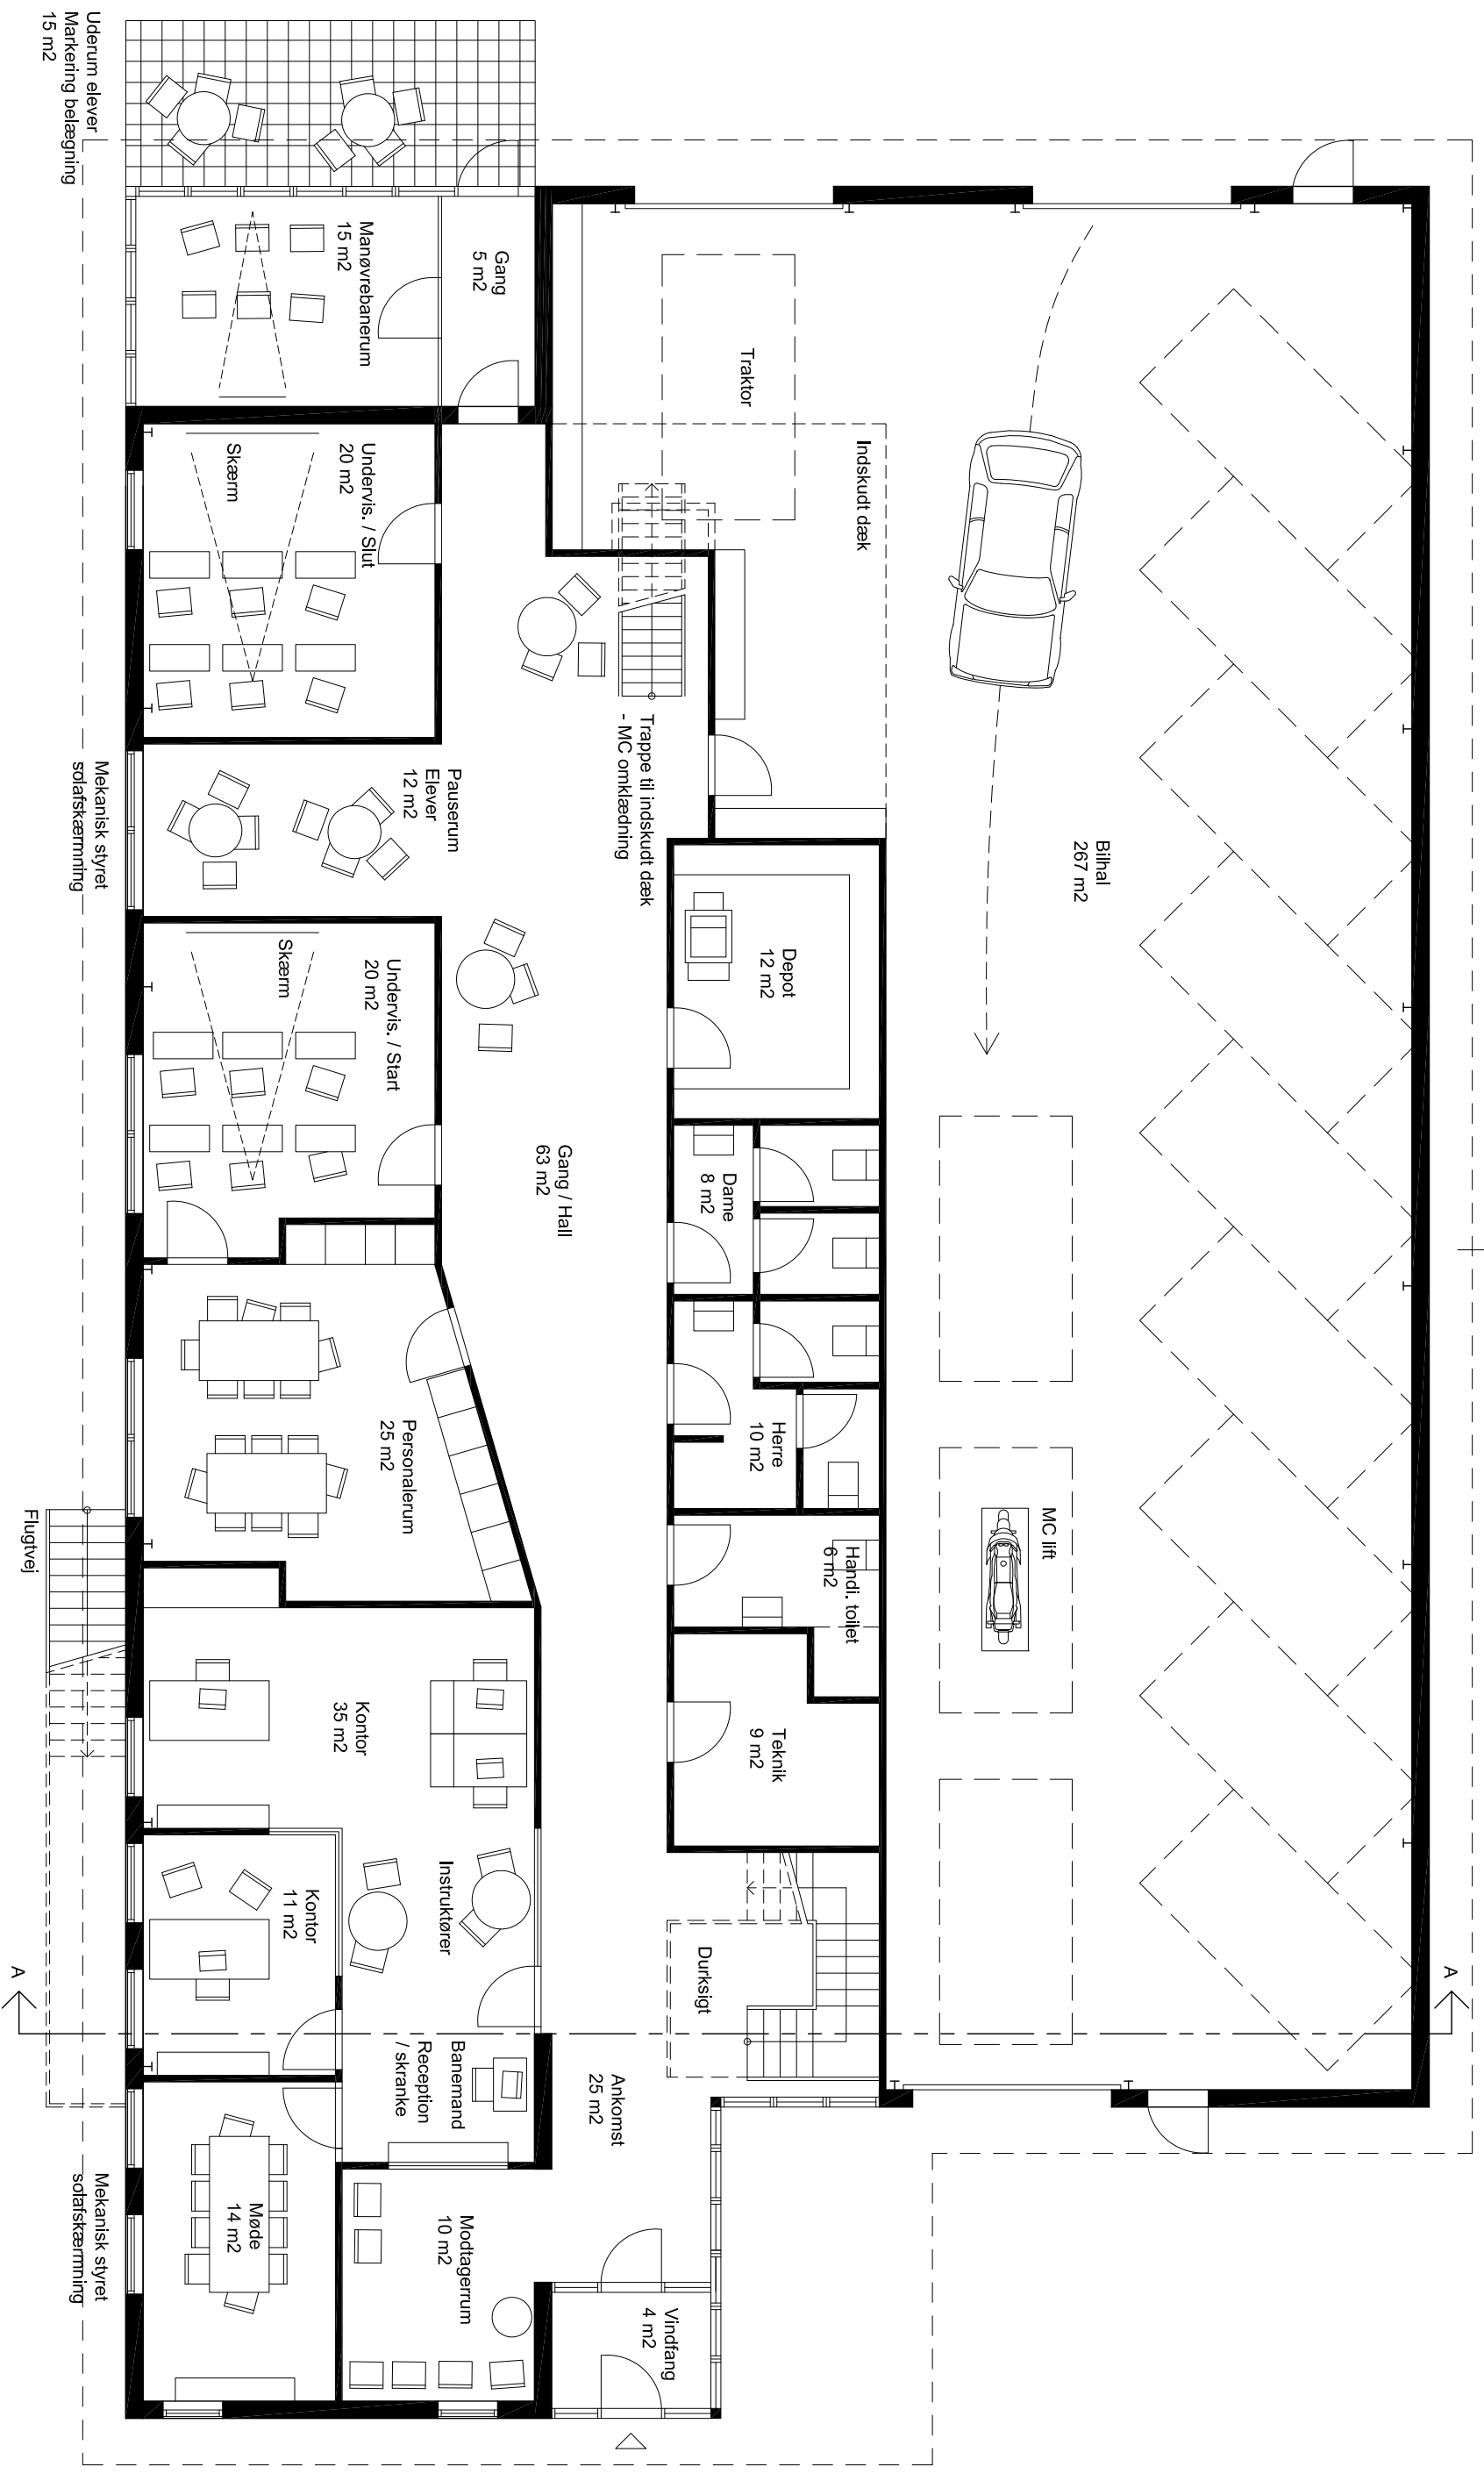 Uderum elever
Markering belægning
15 m2
Manøvrebanerum
15 m2
Gang
5 m2
Traktor
Indskudt dæk
Undervis. / Slut
20 m2
Skærm
Trappe til indskudt dæk
- MC omklædning
Pauserum
Elever
12 m2
Mekanisk styret
solafskærmning
Bilhal
267 m2
Depot
12 m2
Undervis. / Start
20 m2
Skærm
Gang / Hall
63 m2
Dame
8 m2
Herre
10 m2
Personalerum
25 m2
Flugtvej
MC lift
Handi. toilet
6 m2
Teknik
9 m2
Kontor
35 m2
Kontor
11 m2
Instruktører
Durksigt
A
A
Banemand
Reception
/ skranke
Ankomst
25 m2
Mekanisk styret
solafskærmning
Møde
14 m2
Modtagerrum
10 m2
Vindfang
4 m2